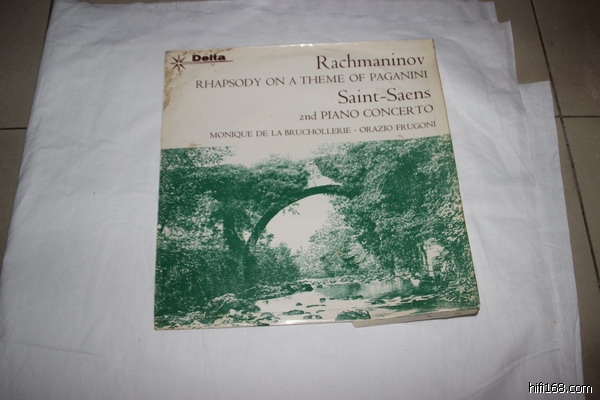 Delta
Rachmaninov
RHAPSODY ON A THEME OF PAGANINI
Saint-Saens
2nd PIANO CONCERTO
MONIQUE DE LA BRUCHOLLERIE · ORAZIO FRUGONI
hifi168.com